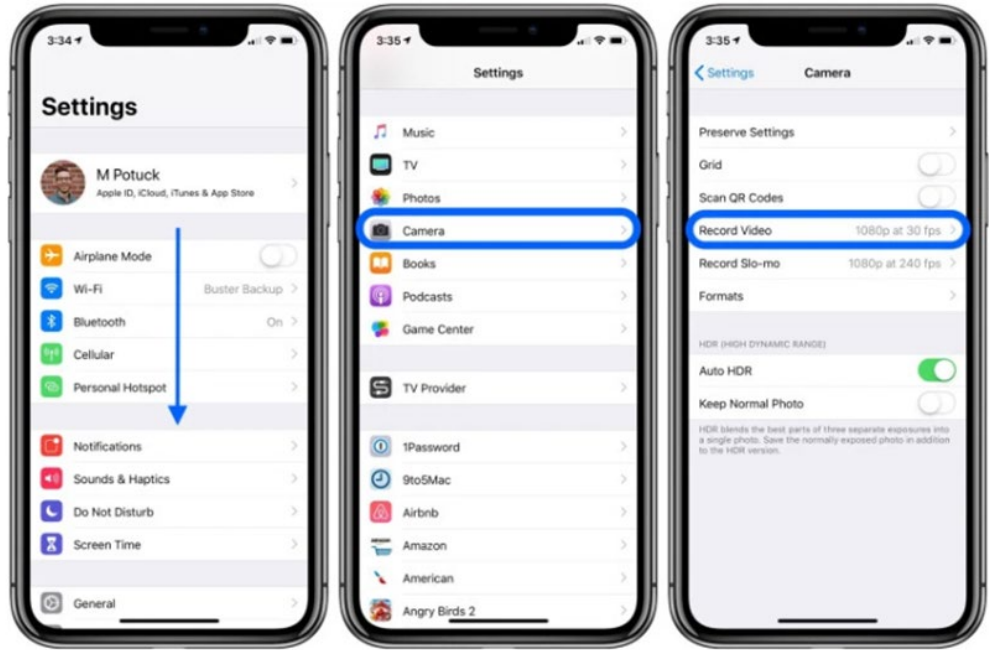 3:34
Settings
M Potuck
Apple ID, iCloud, iTunes & App Store
Airplane Mode
Wi-Fi Buster Backup
Bluetooth On
Cellular
Personal Hotspot
Notifications
Sounds & Haptics
Do Not Disturb
Screen Time
General
3:35
Settings
Music
TV
Photos
Camera
Books
Podcasts
Game Center
TV Provider
1Password
9to5Mac
Airbnb
Amazon
American
Angry Birds 2
3:35
Settings Camera
Preserve Settings
Grid
Scan QR Codes
Record Video 1080p at 30 fps
Record Slo-mo 1080p at 240 fps
Formats
HDR (HIGH DYNAMIC RANGE)
Auto HDR
Keep Normal Photo
HDR blends the best parts of three separate exposures into
a single photo. Save the normally exposed photo in addition
to the HDR version.